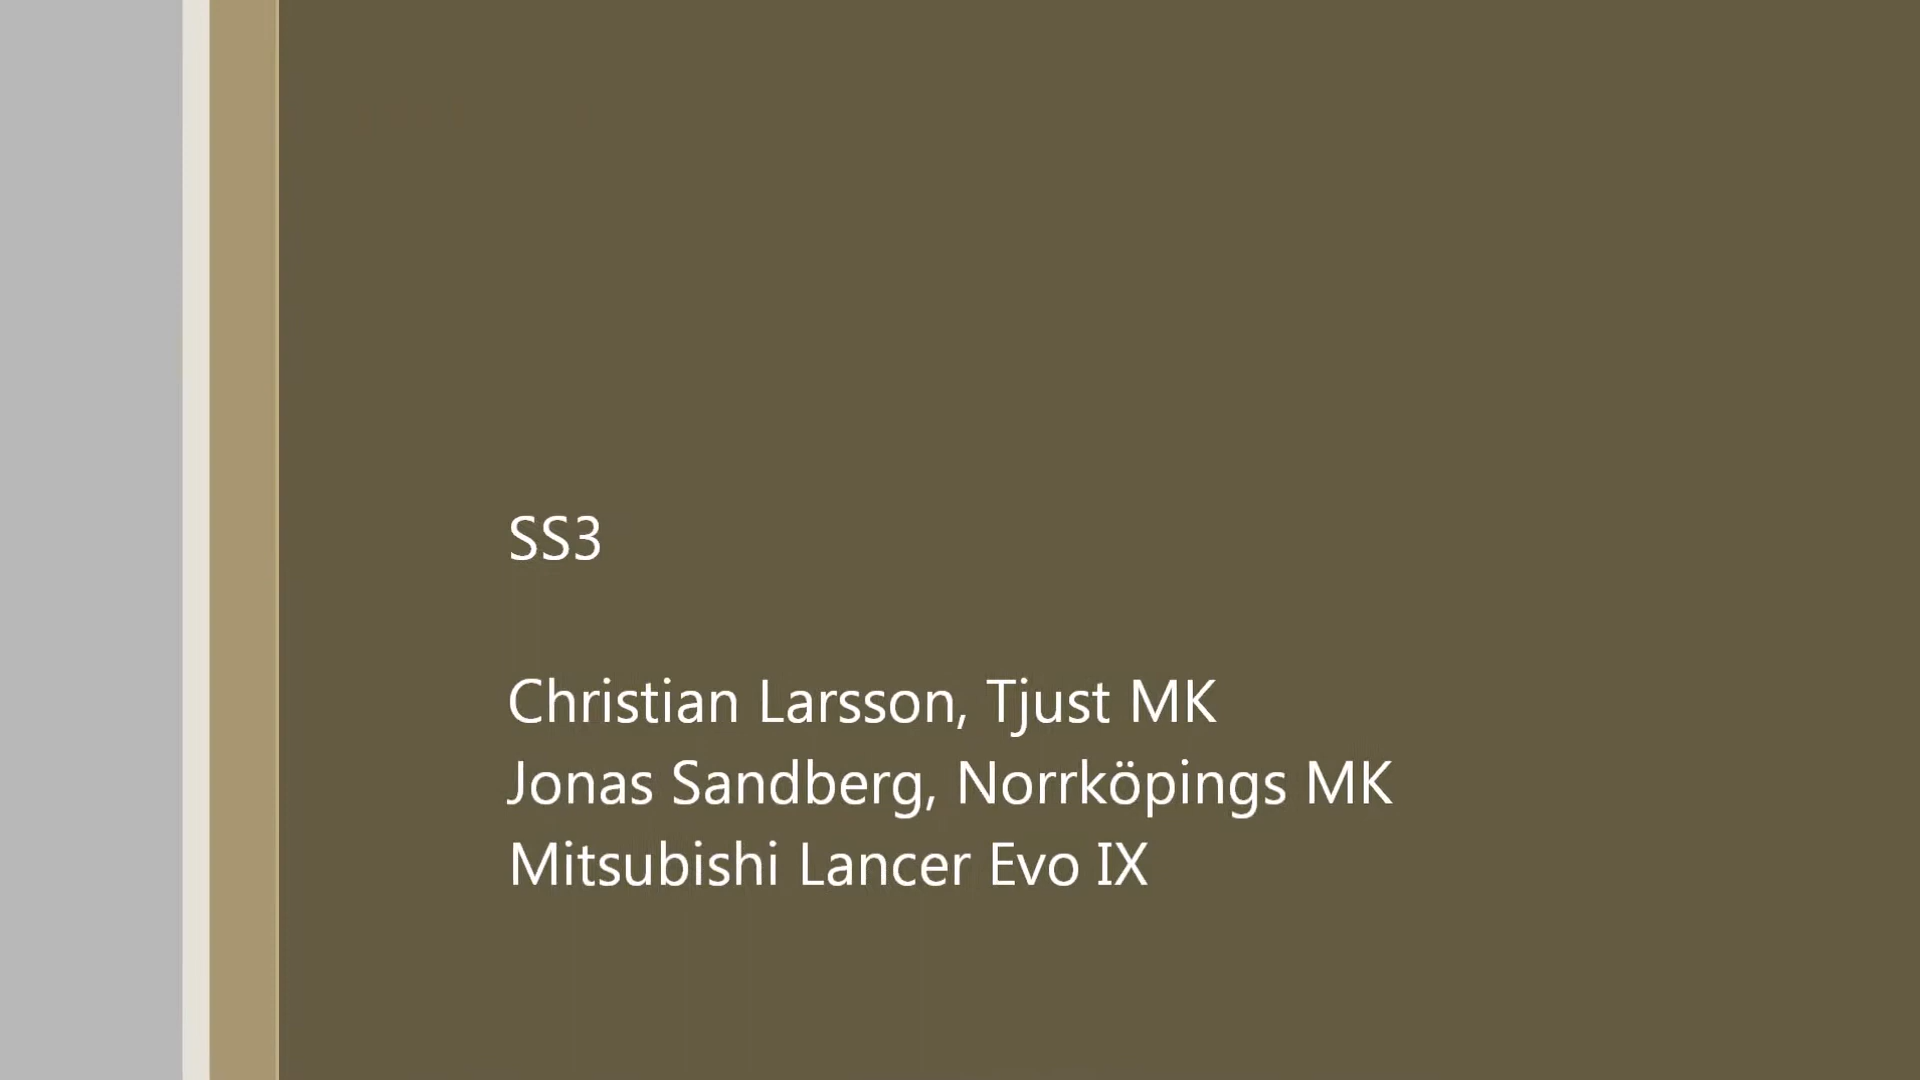 SS3
Christian Larsson, Tjust MK
Jonas Sandberg, Norrköpings MK
Mitsubishi Lancer Evo IX